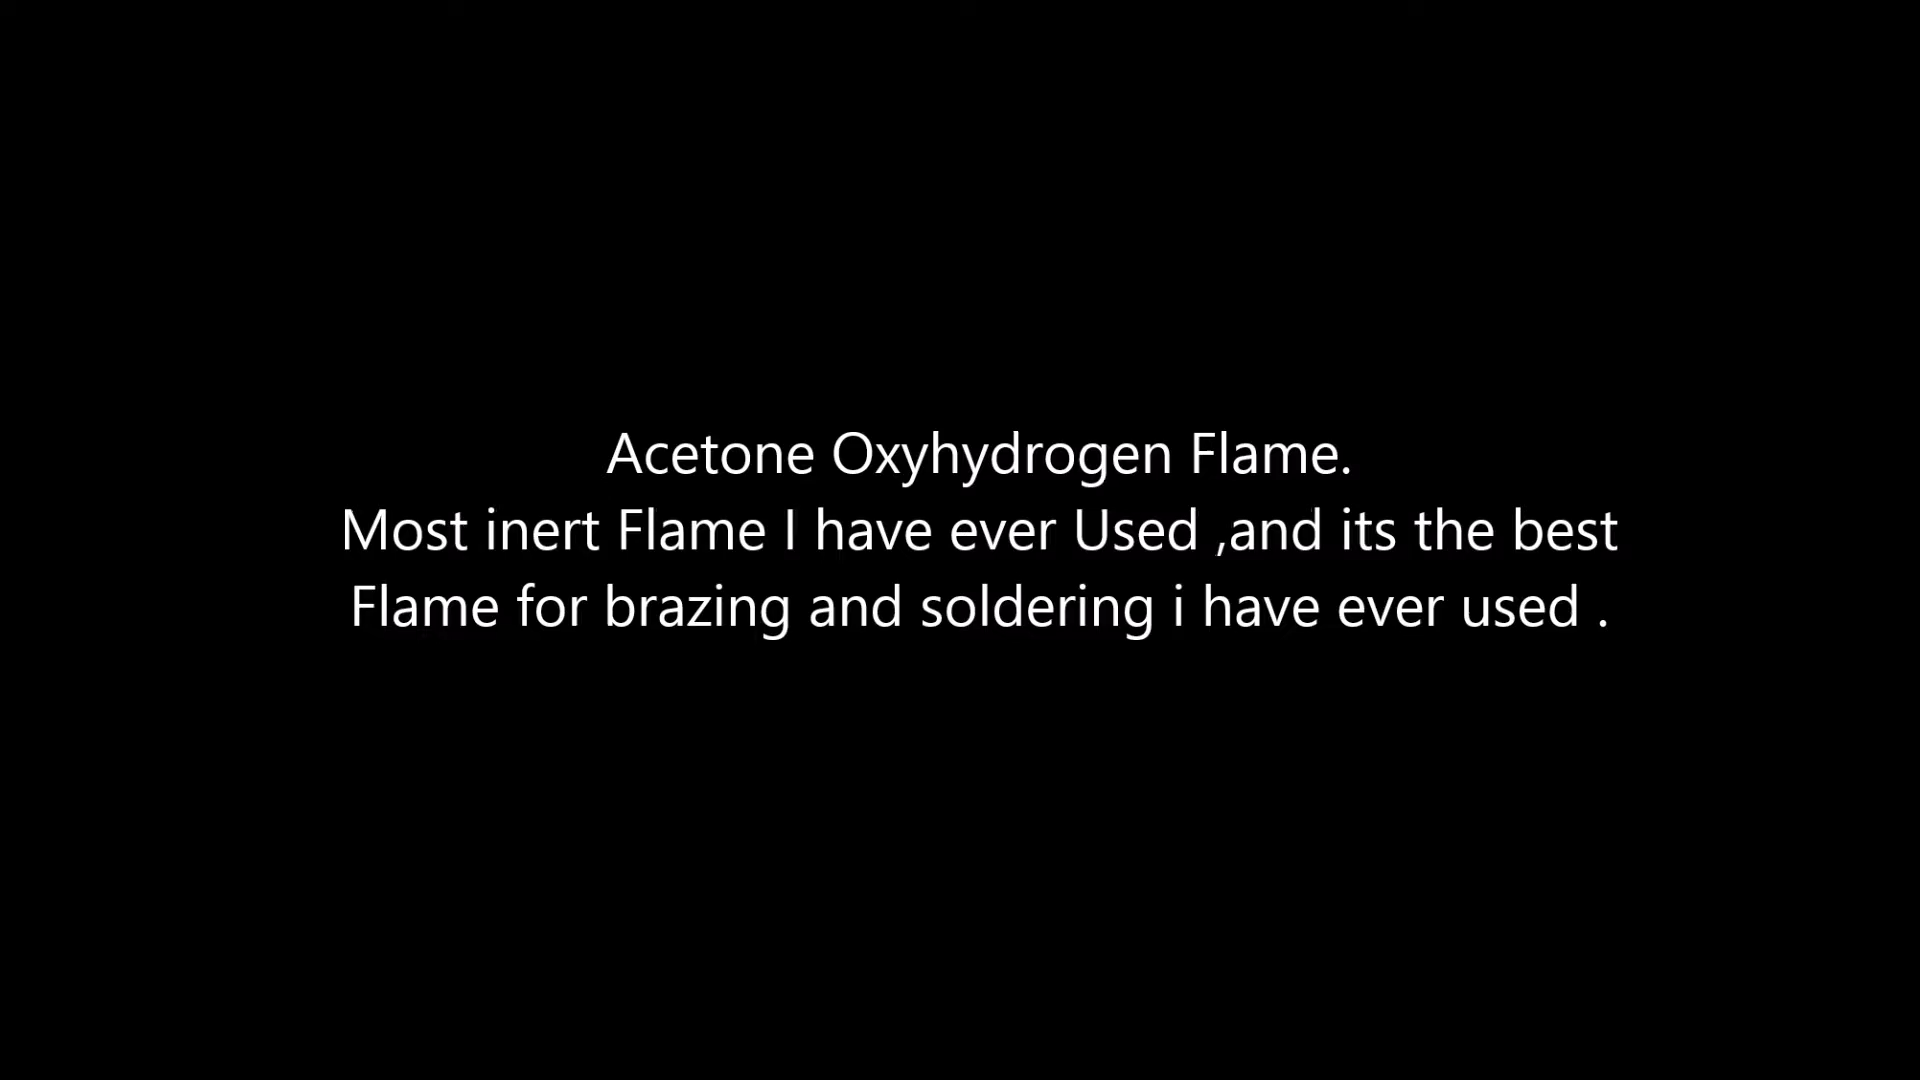 Acetone Oxyhydrogen Flame.
Most inert Flame I have ever Used ,and its the best
Flame for brazing and soldering i have ever used .